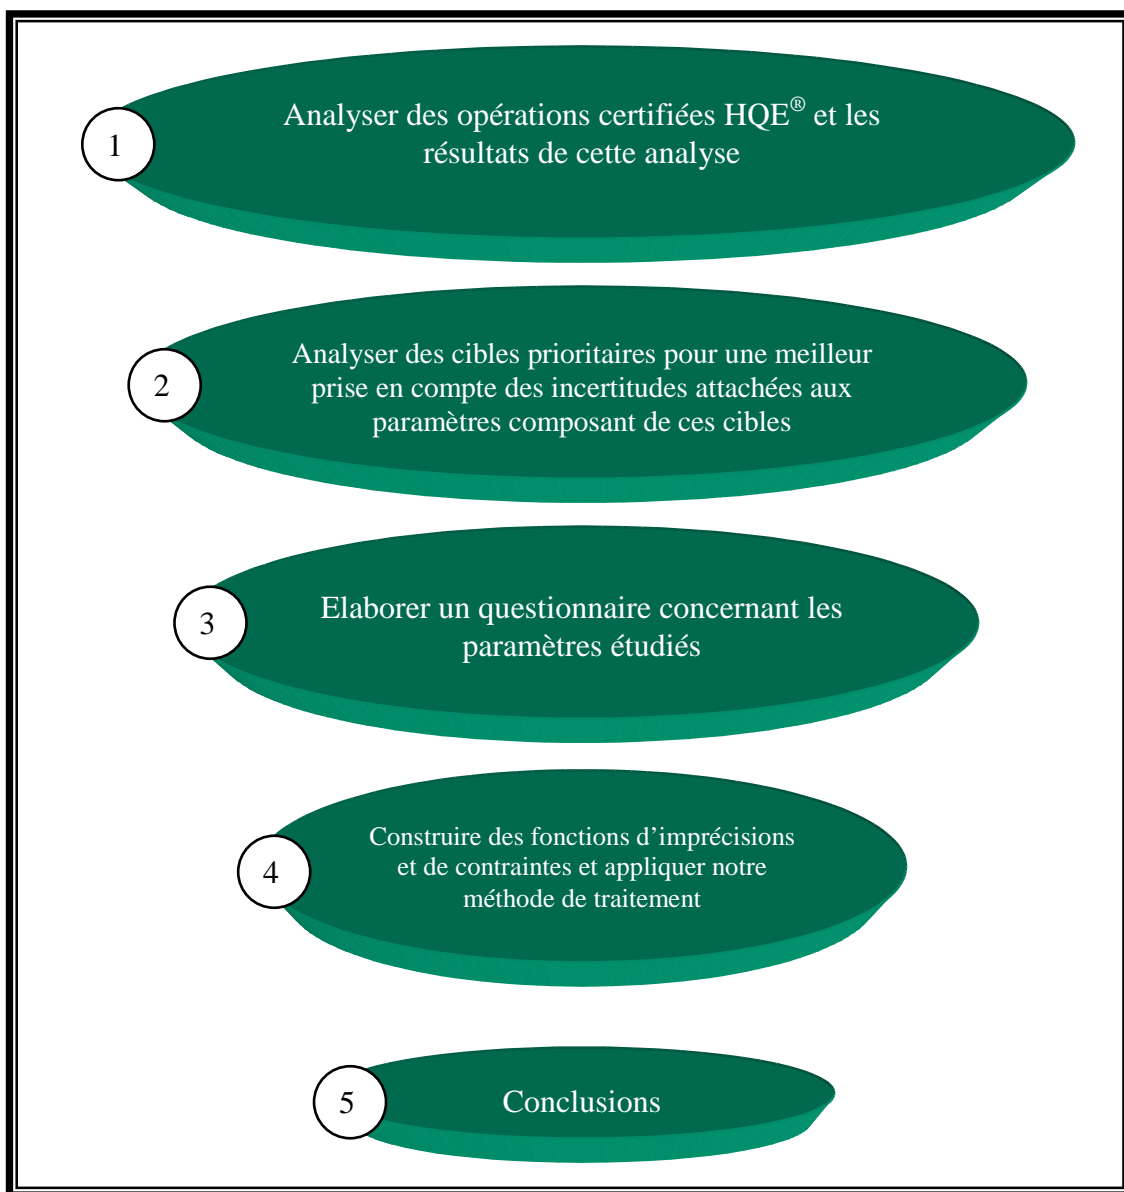 1
Analyser des opérations certifiées HQE® et les
résultats de cette analyse
2
Analyser des cibles prioritaires pour une meilleur
prise en compte des incertitudes attachées aux
paramètres composant de ces cibles
3
Elaborer un questionnaire concernant les
paramètres étudiés
4
Construire des fonctions d’imprécisions
et de contraintes et appliquer notre
méthode de traitement
5
Conclusions